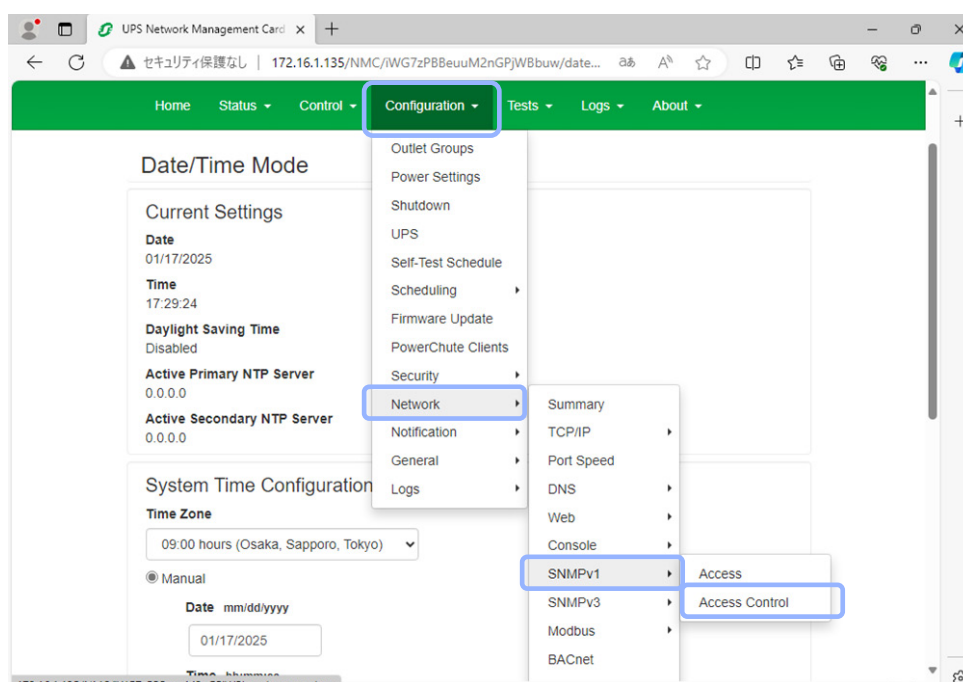 UPS Network Management Card
セキュリティ保護なし | 172.16.1.135/NMC/iWG7zPBBeuuM2nGPjWBbuw/date...
Home Status Control Configuration Tests Logs About
Outlet Groups
Power Settings
Shutdown
UPS
Self-Test Schedule
Scheduling
Firmware Update
PowerChute Clients
Security
Network
Notification
General
Logs
Summary
TCP/IP
Port Speed
DNS
Web
Console
SNMPv1
SNMPv3
Modbus
BACnet
Access
Access Control
Date/Time Mode
Current Settings
Date
01/17/2025
Time
17:29:24
Daylight Saving Time
Disabled
Active Primary NTP Server
0.0.0.0
Active Secondary NTP Server
0.0.0.0
System Time Configuration
Time Zone
09:00 hours (Osaka, Sapporo, Tokyo)
Manual
Date mm/dd/yyyy
01/17/2025